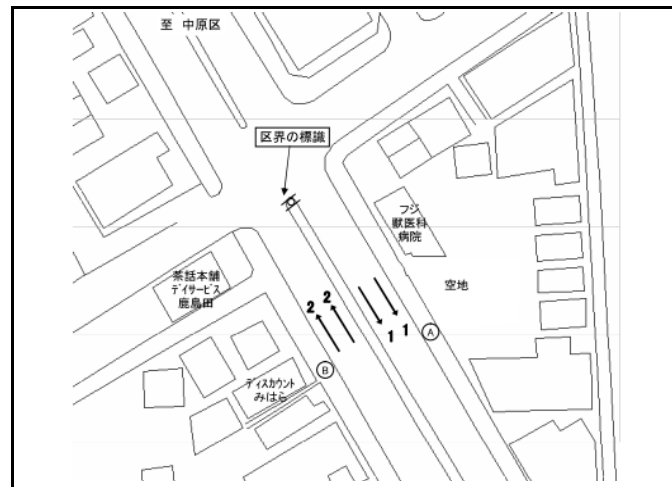 至 中原区
区界の標識
フジ
獣医科
病院
茶話本舗
デイサービス
鹿島田
空地
2 2
1 1
A
B
ディスカウント
みはら